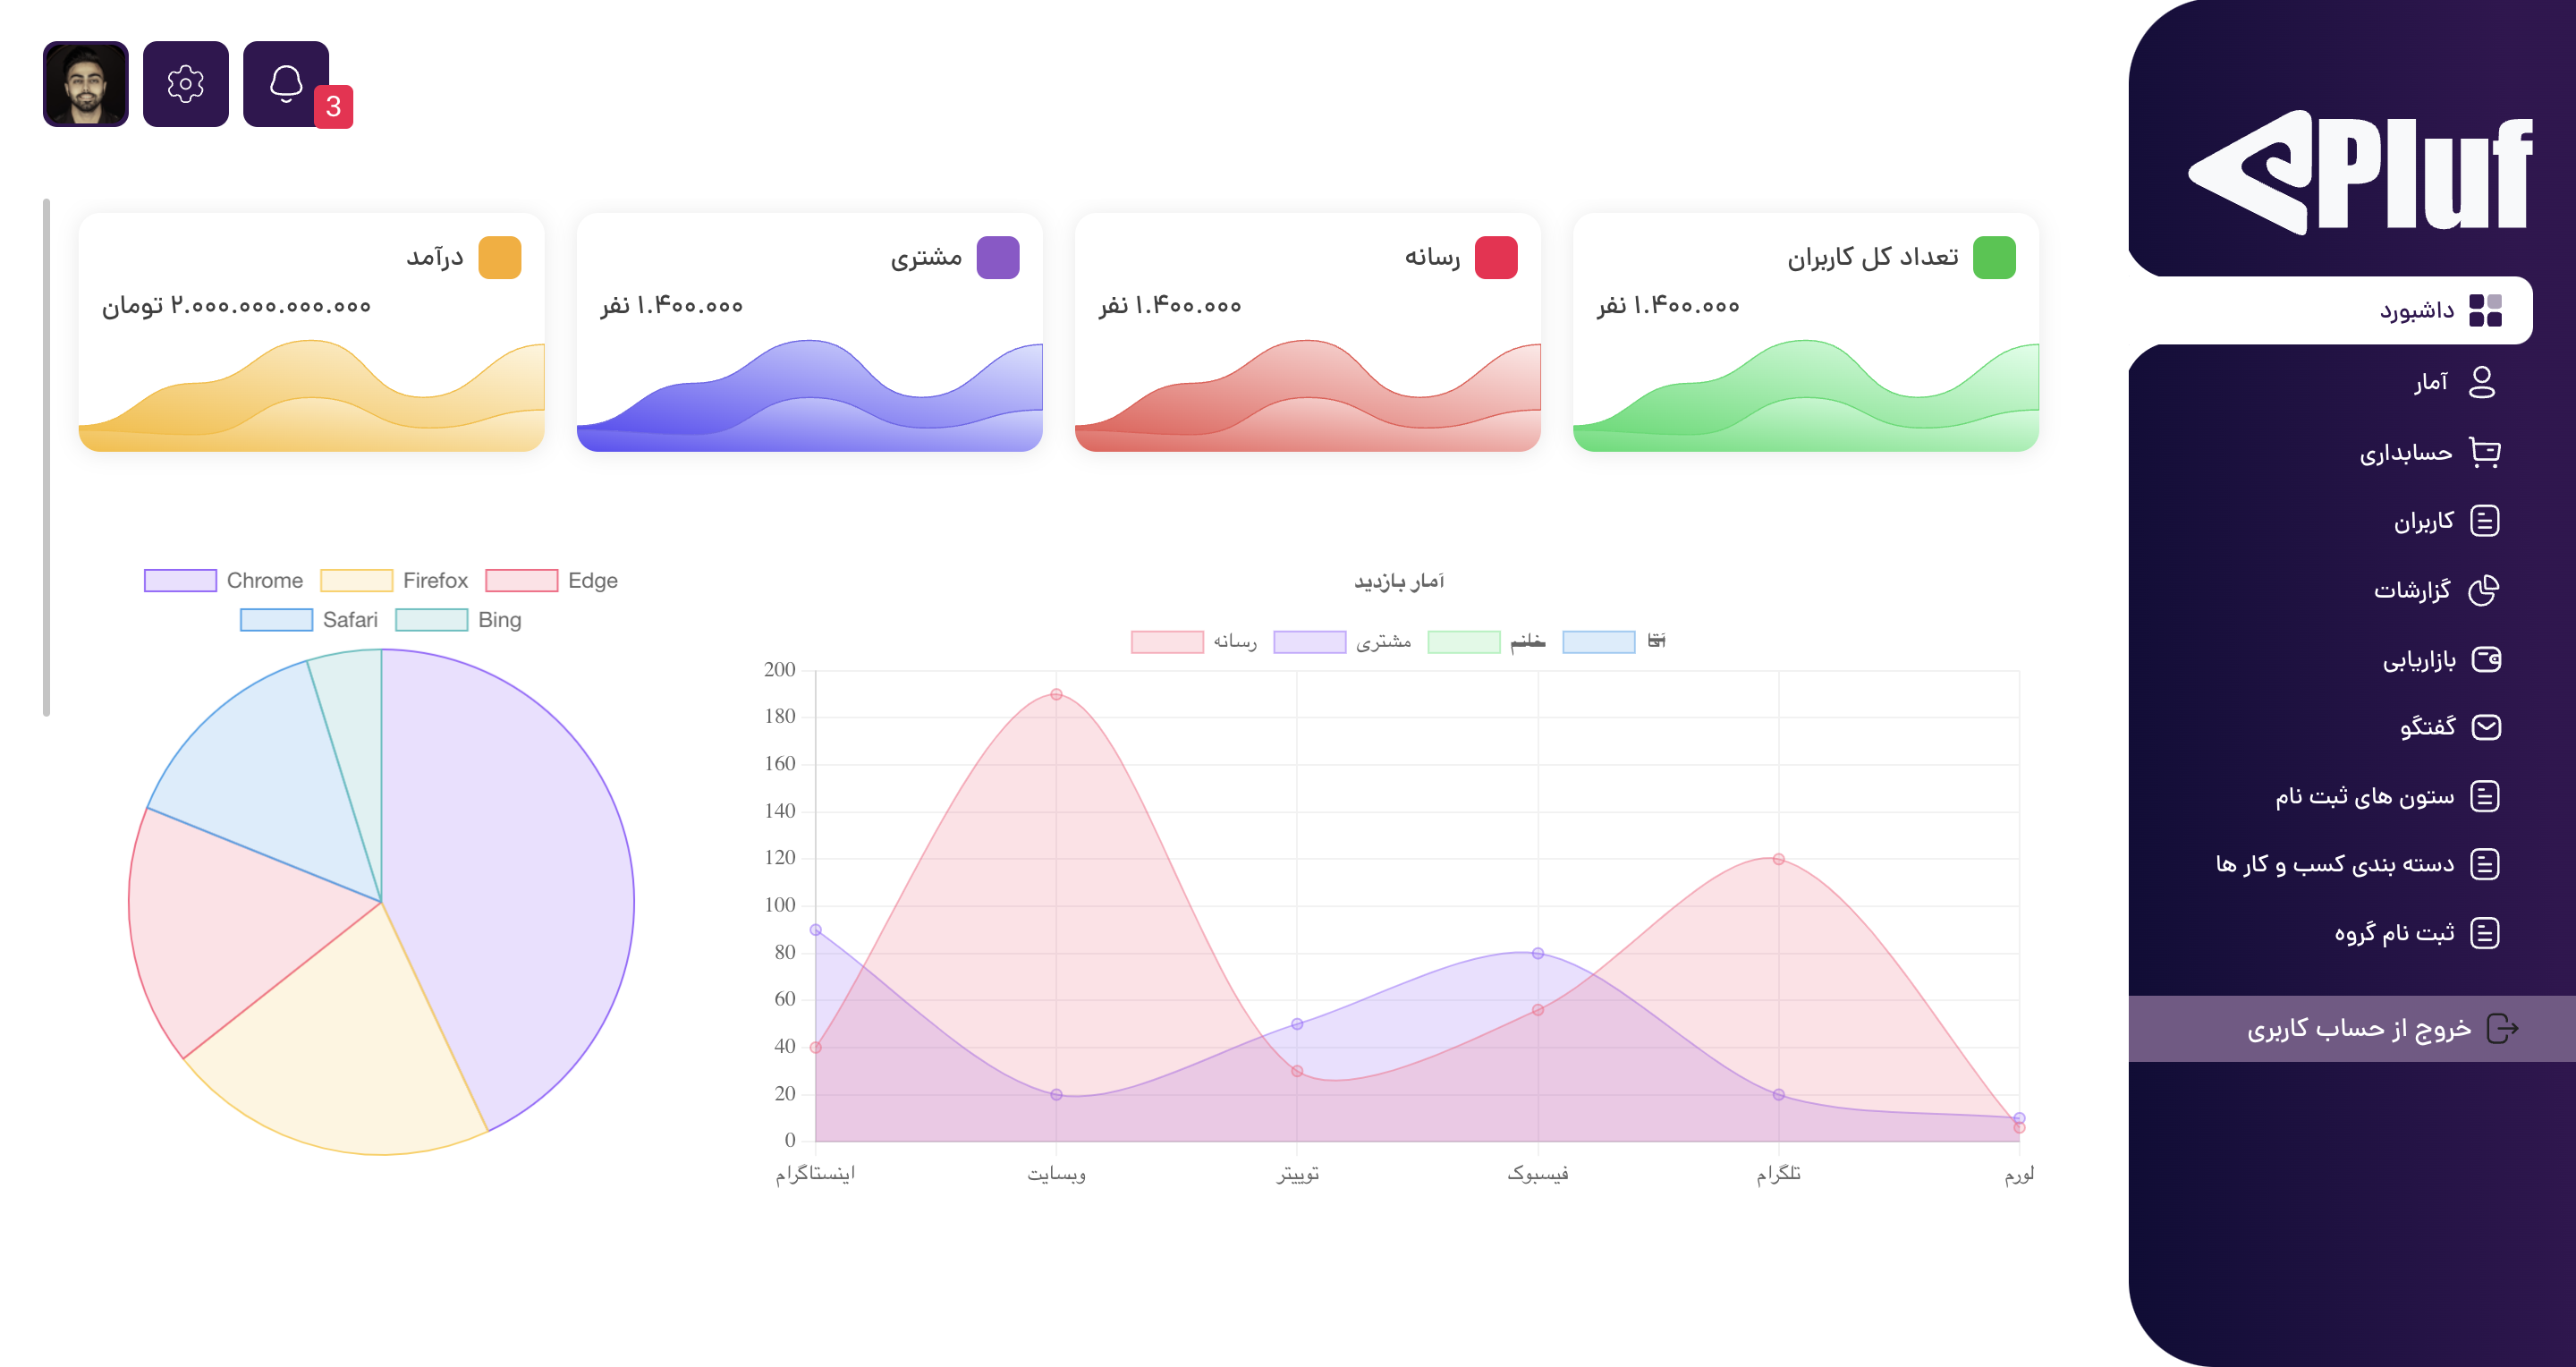 3
Pluf
داشبورد
آمار
حسابداری
کاربران
گزارشات
بازاریابی
گفتگو
ستون های ثبت نام
دسته بندی کسب و کار ها
ثبت نام گروه
خروج از حساب کاربری
تعداد کل کاربران
۱.۴۰۰.۰۰۰ نفر
رسانه
۱.۴۰۰.۰۰۰ نفر
مشتری
۱.۴۰۰.۰۰۰ نفر
درآمد
۲.۰۰۰.۰۰۰.۰۰۰.۰۰۰ تومان
آمار بازدید
رسانه مشتری خانم آقا
200
180
160
140
120
100
80
60
40
20
0
اینستاگرام وبسایت توییتر فیسبوک تلگرام لورم
Chrome Firefox Edge
Safari Bing